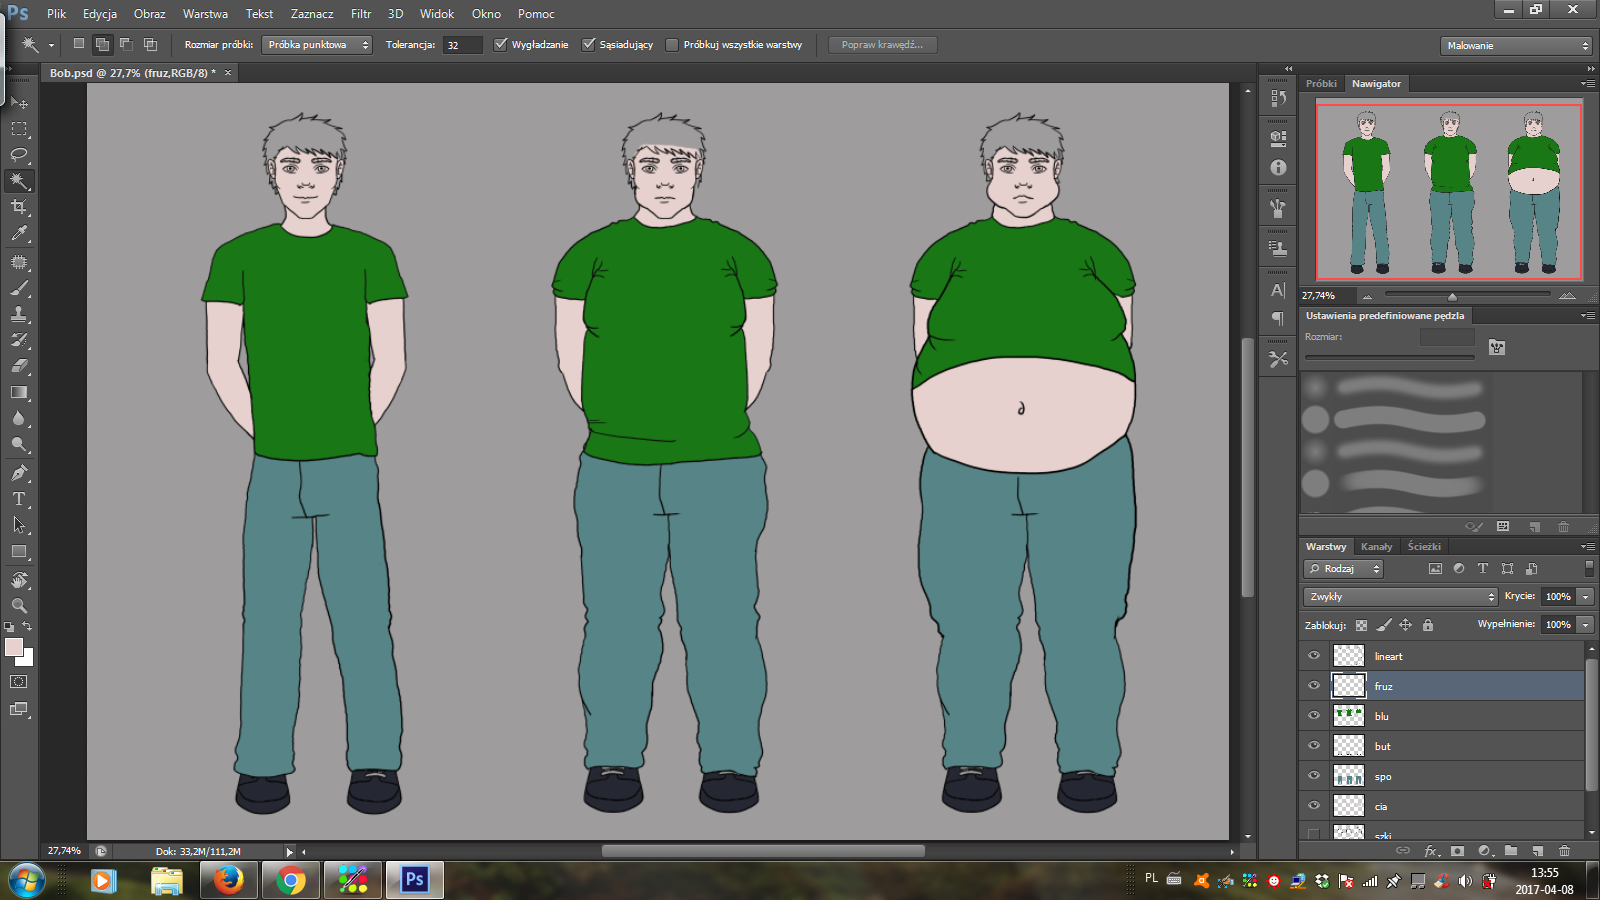 Ps Plik Edycja Obraz Warstwa Tekst Zaznacz Filtr 3D Widok Okno Pomoc
Rozmiar próbki: Próbka punktowa Tolerancja: 32 Wygładzanie Sąsiadujący Próbkuj wszystkie warstwy Popraw krawędź... Malowanie
Bob.psd @ 27,7% (fruz,RGB/8) * ×
Próbki Nawigator
27,74%
Ustawienia predefiniowane pędzla
Rozmiar:
Warstwy Kanały Ścieżki
Rodzaj
Zwykły Krycie: 100%
Zablokuj: Wypełnienie: 100%
lineart
fruz
blu
but
spo
cia
szki
27,74% Dok: 33,2M/111,2M
fx
Ps
PL
13:55
2017-04-08